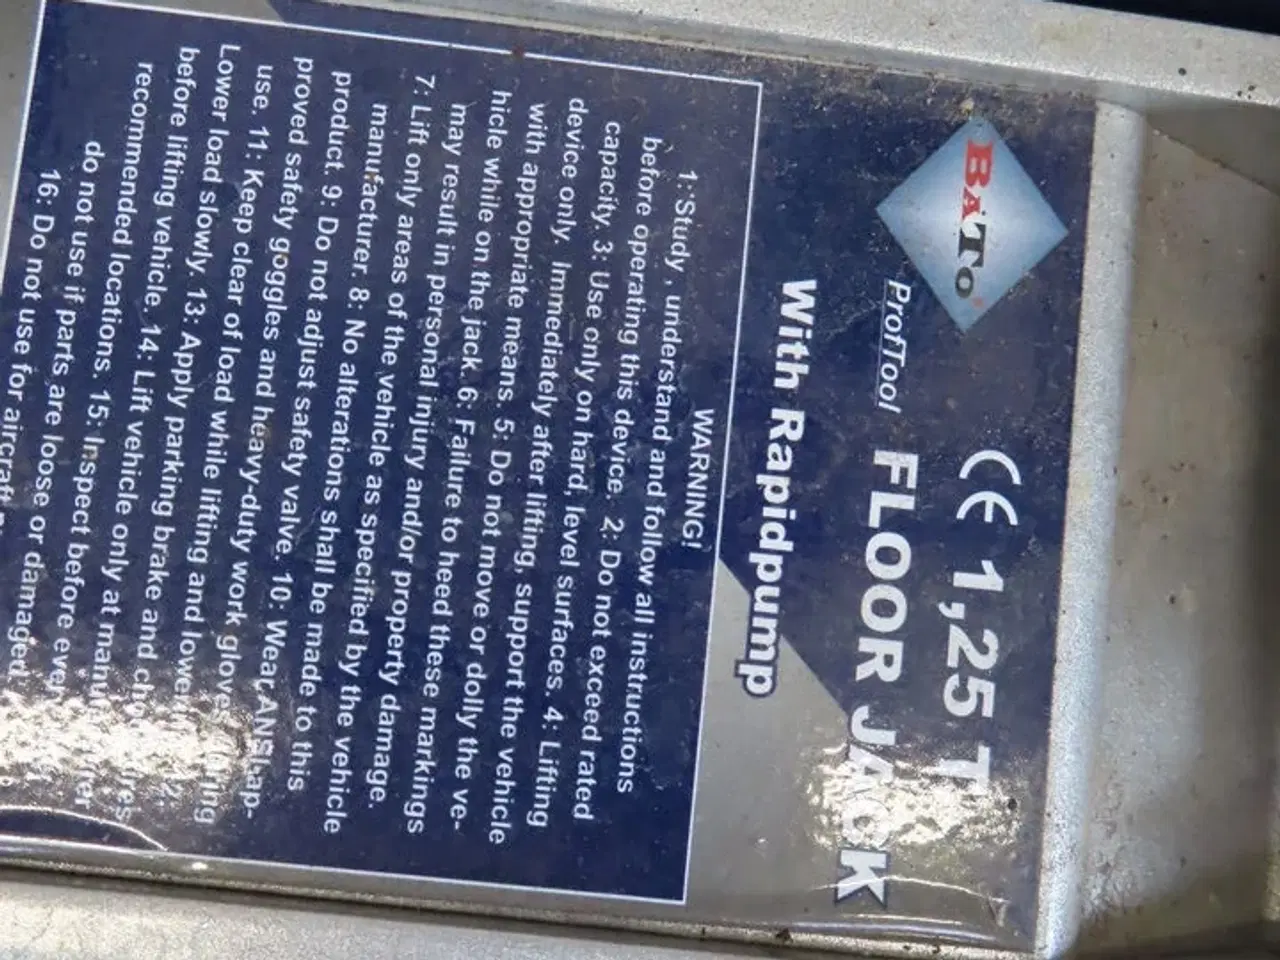 BATo
CE 1,25 T
ProfTool FLOOR JACK
With Rapidpump
WARNING!
1: Study , understand and follow all instructions
before operating this device. 2: Do not exceed rated
capacity. 3: Use only on hard, level surfaces. 4: Lifting
device only. Immediately after lifting, support the vehicle
with appropriate means. 5: Do not move or dolly the ve-
hicle while on the jack. 6: Failure to heed these markings
may result in personal injury and/or property damage.
7: Lift only areas of the vehicle as specified by the vehicle
manufacturer. 8: No alterations shall be made to this
product. 9: Do not adjust safety valve. 10: Wear ANSI ap-
proved safety goggles and heavy-duty work gloves during
use. 11: Keep clear of load while lifting and lowering. 12:
Lower load slowly. 13: Apply parking brake and
before lifting vehicle. 14: Lift vehicle only at
recommended locations. 15: Inspect before
do not use if parts are loose or damaged.
16: Do not use for aircraft